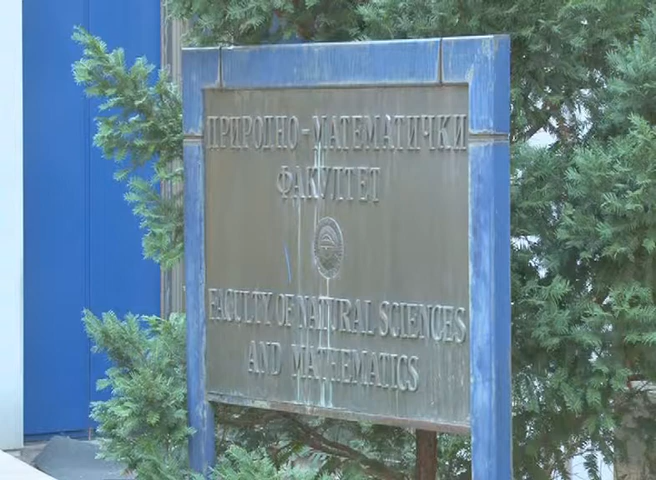 ПРИРОДНО-МАТЕМАТИЧКИ
ФАКУЛТЕТ
FACULTY OF NATURAL SCIENCES
AND MATHEMATICS